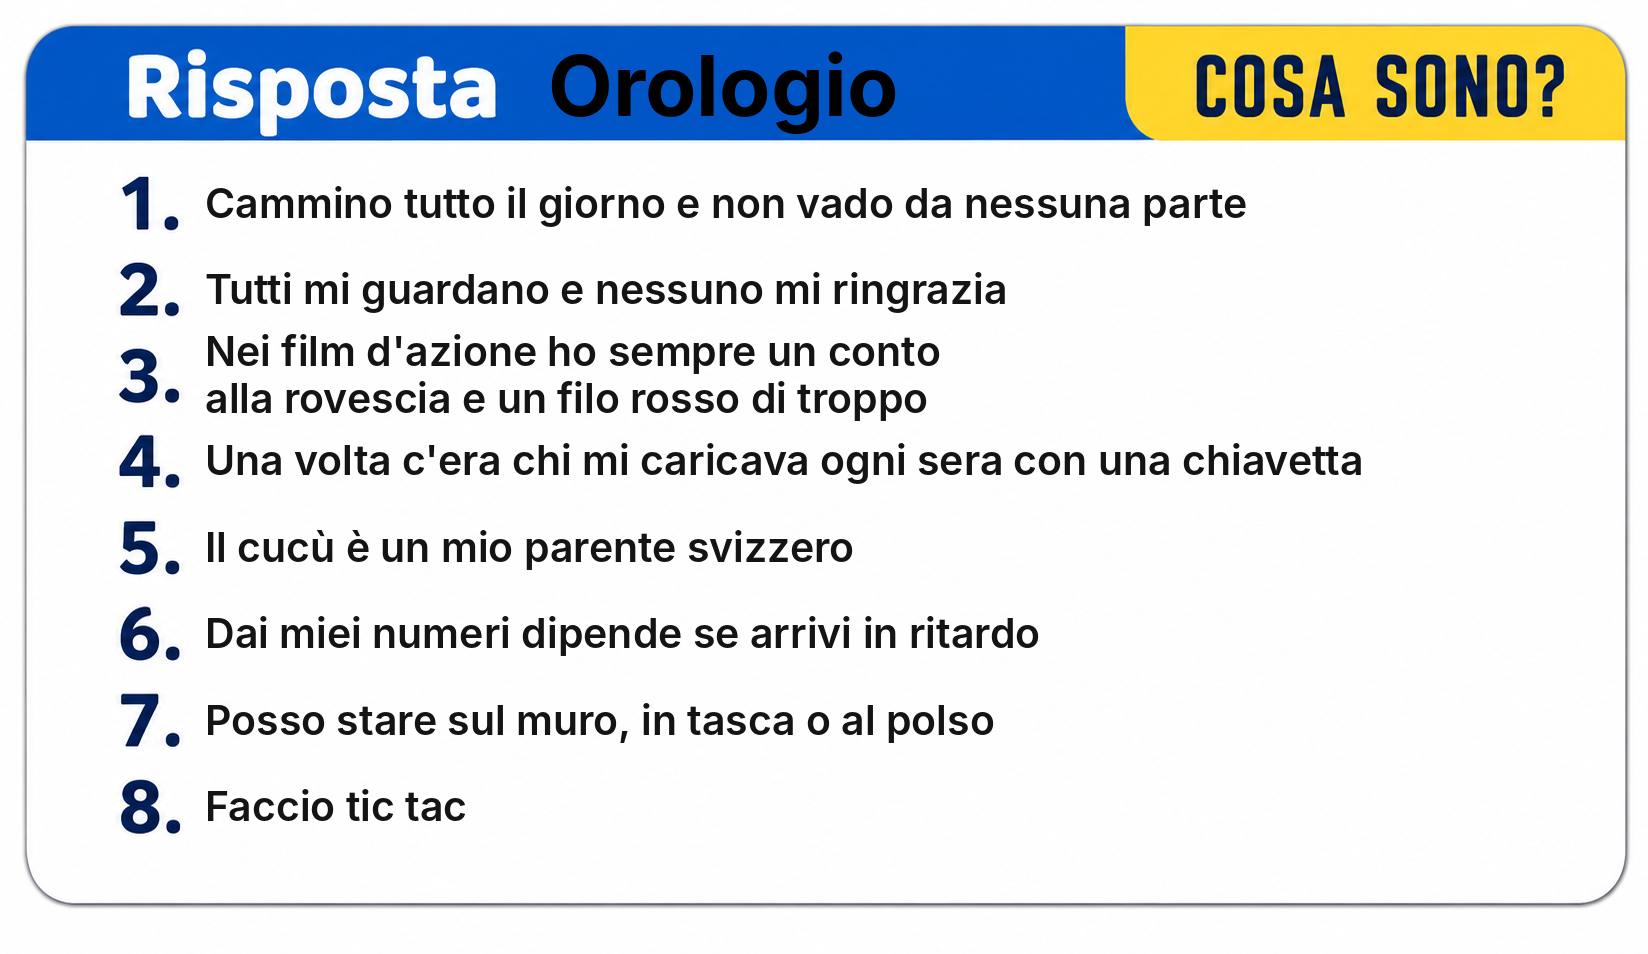 Risposta Orologio COSA SONO?
1. Cammino tutto il giorno e non vado da nessuna parte
2. Tutti mi guardano e nessuno mi ringrazia
3. Nei film d'azione ho sempre un conto
alla rovescia e un filo rosso di troppo
4. Una volta c'era chi mi caricava ogni sera con una chiavetta
5. Il cucù è un mio parente svizzero
6. Dai miei numeri dipende se arrivi in ritardo
7. Posso stare sul muro, in tasca o al polso
8. Faccio tic tac